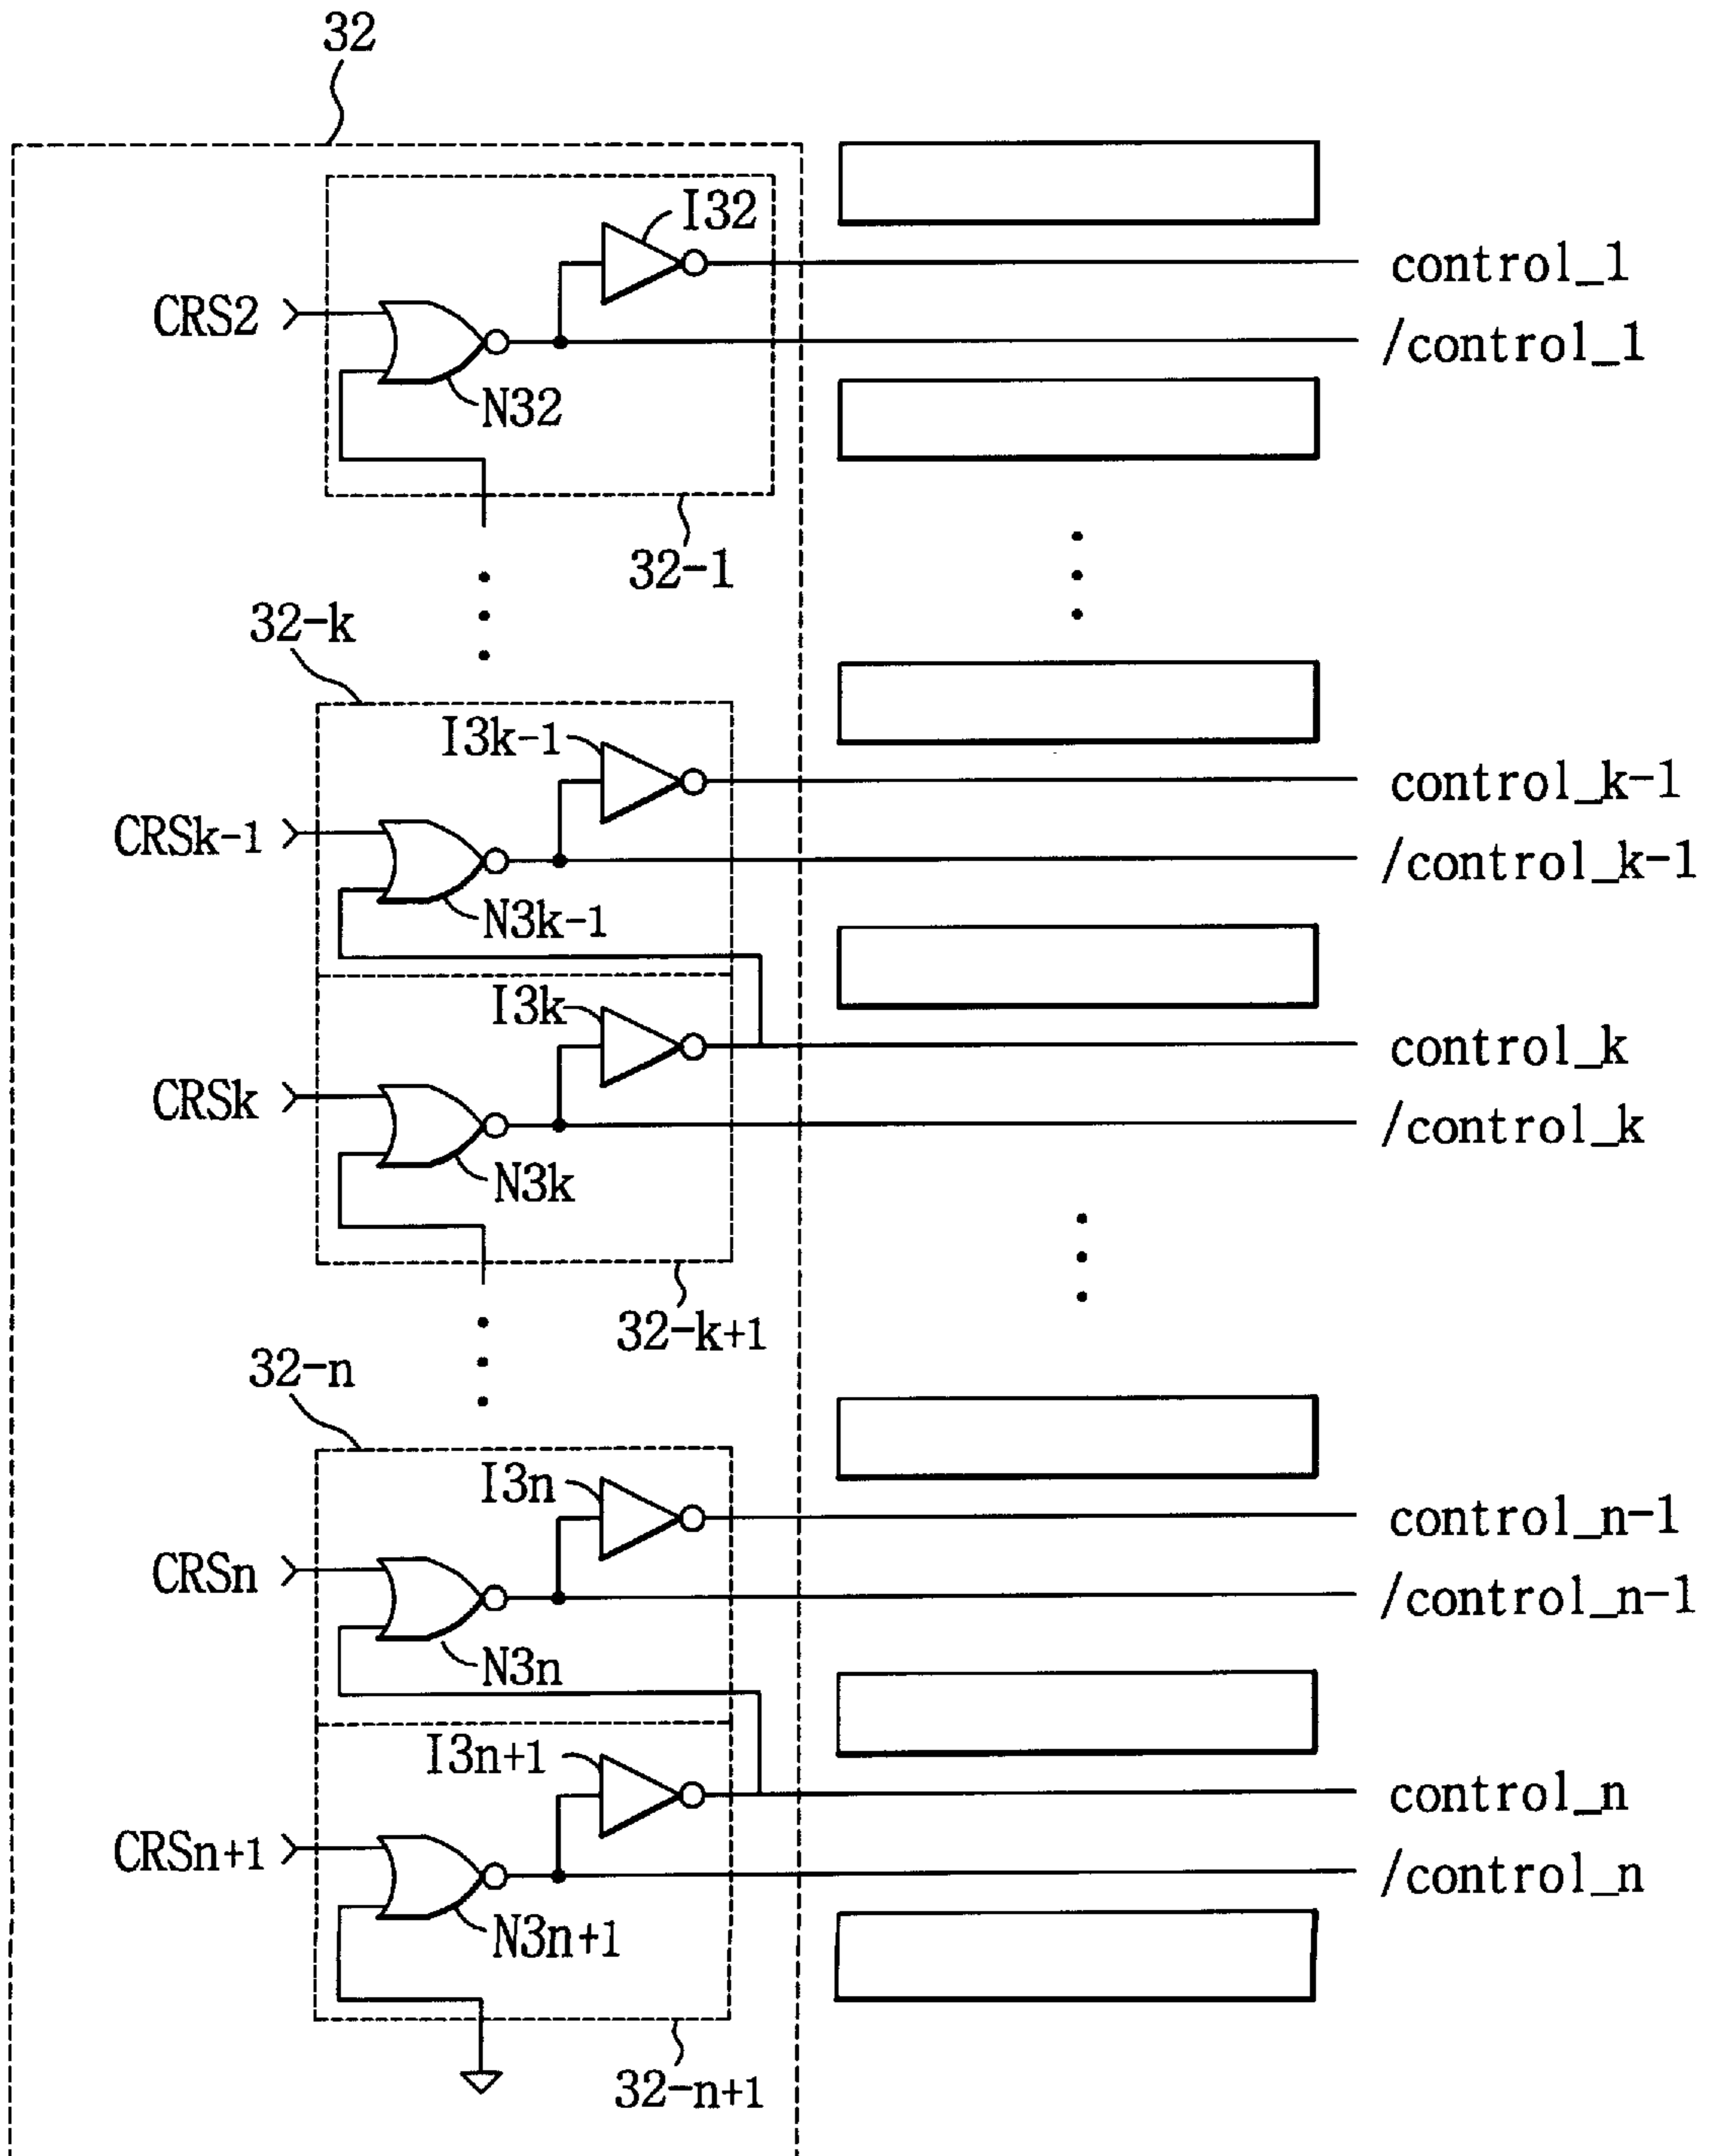 32
I32
control_1
CRS2
/control_1
N32
32-1
32-k
I3k-1
control_k-1
CRSk-1
/control_k-1
N3k-1
I3k
control_k
CRSk
/control_k
N3k
32-k+1
32-n
I3n
control_n-1
CRSn
/control_n-1
N3n
I3n+1
control_n
CRSn+1
/control_n
N3n+1
32-n+1